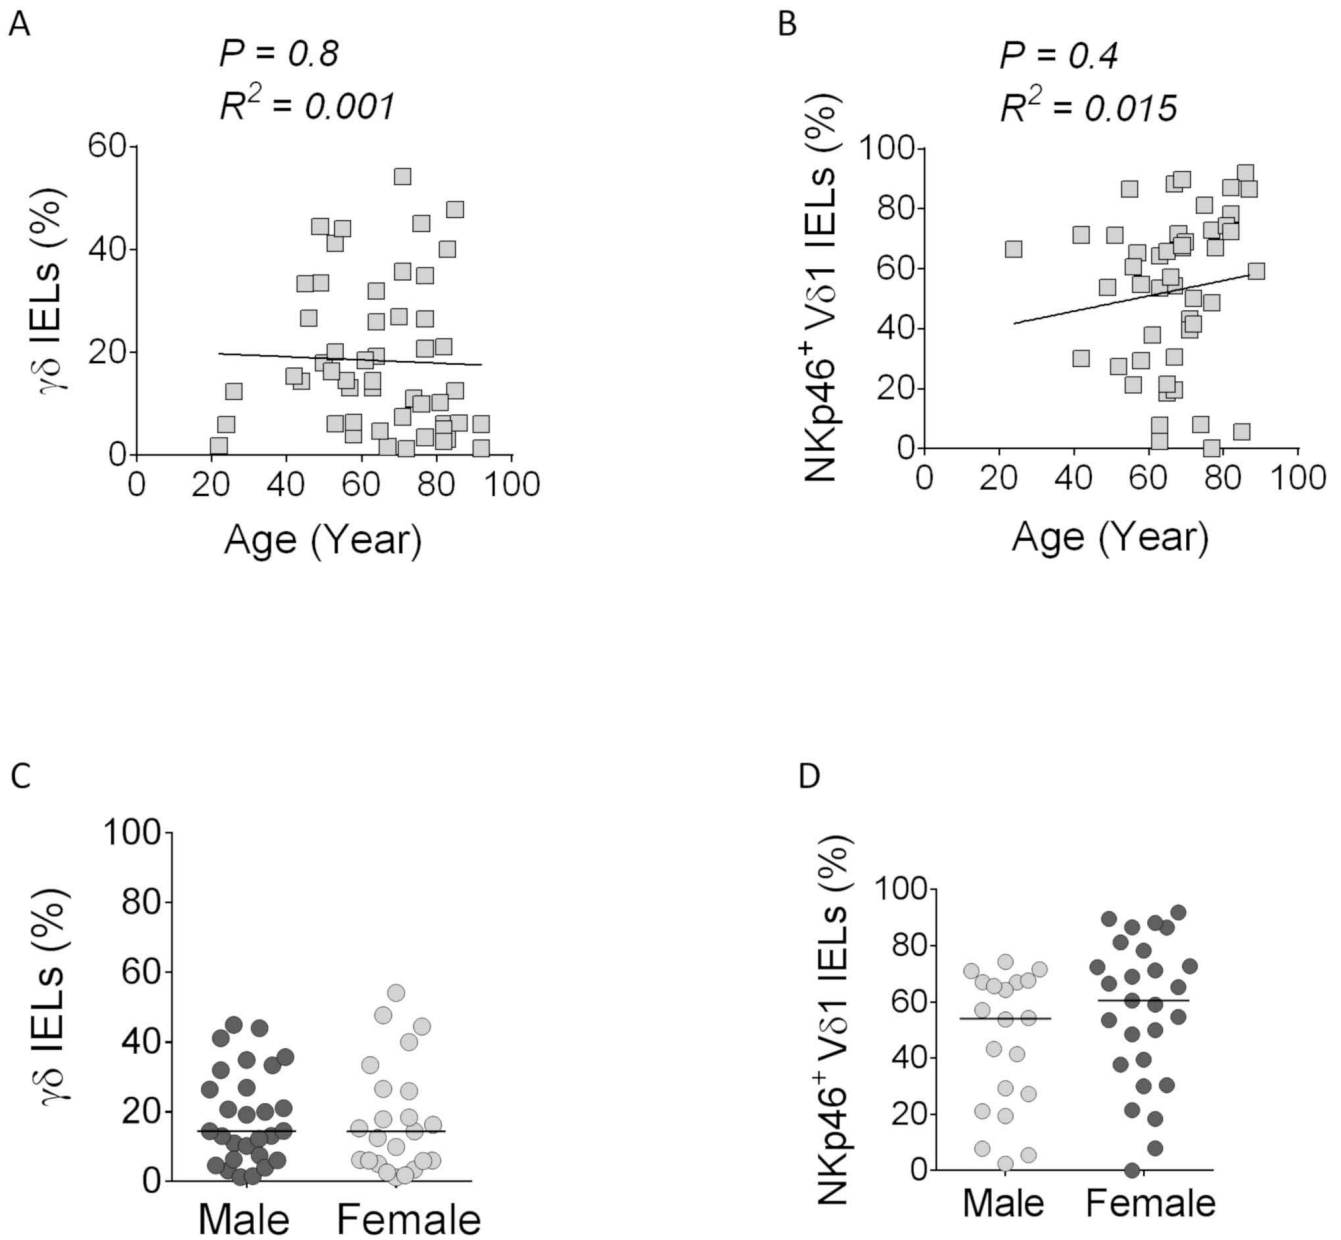 A
P = 0.8
R² = 0.001
γδ IELs (%)
60
40
20
0
0 20 40 60 80 100
Age (Year)
B
P = 0.4
R² = 0.015
NKp46⁺ Vδ1 IELs (%)
100
80
60
40
20
0
0 20 40 60 80 100
Age (Year)
C
γδ IELs (%)
100
80
60
40
20
0
Male Female
D
NKp46⁺ Vδ1 IELs (%)
100
80
60
40
20
0
Male Female